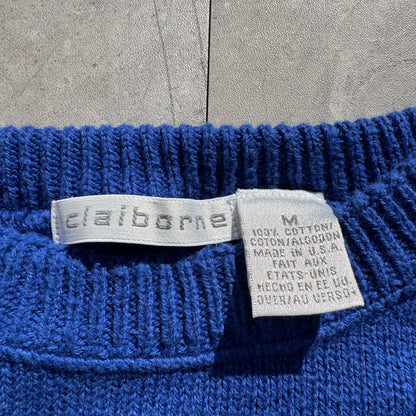 claiborne
M
100% COTTON/
COTON/ALGODON
MADE IN U.S.A.
FAIT AUX
ETATS-UNIS
HECHO EN EE UU.
OVER/AU VERSO→